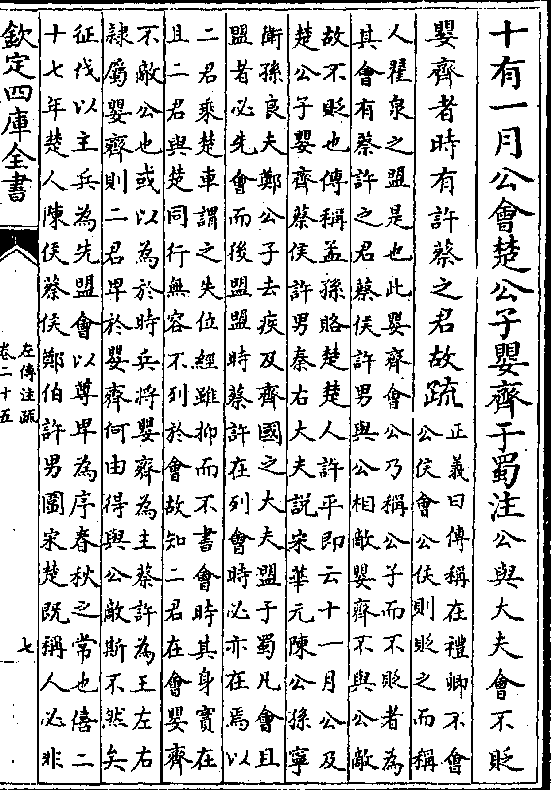 十有一月公會楚公子嬰齊于蜀注公與大夫會不貶
嬰齊者時有許蔡之君故疏正義曰傳稱在禮卿不會
公侯會公侯則貶之而稱
人翟泉之盟是也此嬰齊會公乃稱公子而不貶者為
其會有蔡許之君蔡侯許男與公相敵嬰齊不與公敵
故不貶也傳稱孟孫賂楚楚人許平即云十一月公及
楚公子嬰齊蔡侯許男秦右大夫説宋華元陳公孫寧
衛孫良夫鄭公子去疾及齊國之大夫盟于蜀凡會且
盟者必先會而後盟盟時蔡許在列會時必亦在焉以
二君乘楚車謂之失位經雖抑而不書會時其身實在
且二君與楚同行無容不列於會故知二君在會嬰齊
不敵公也或以為於時兵將嬰齊為主蔡許為王左右
隷屬嬰齊則二君卑於嬰齊何由得與公敵斯不然矣
征伐以主兵為先盟會以尊卑為序春秋之常也僖二
十七年楚人陳侯蔡侯鄭伯許男圍宋楚既稱人必非
欽定四庫全書
左傳注疏
卷二十五
七